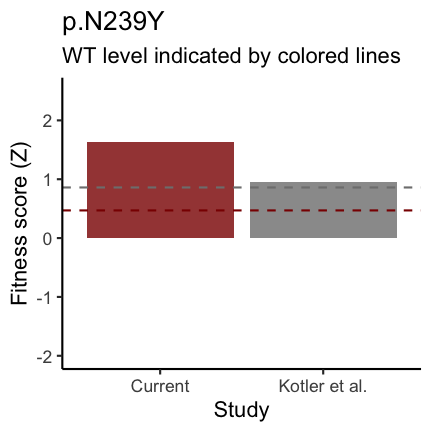 p.N239Y
WT level indicated by colored lines
Fitness score (Z)
2
1
0
-1
-2
Current
Kotler et al.
Study